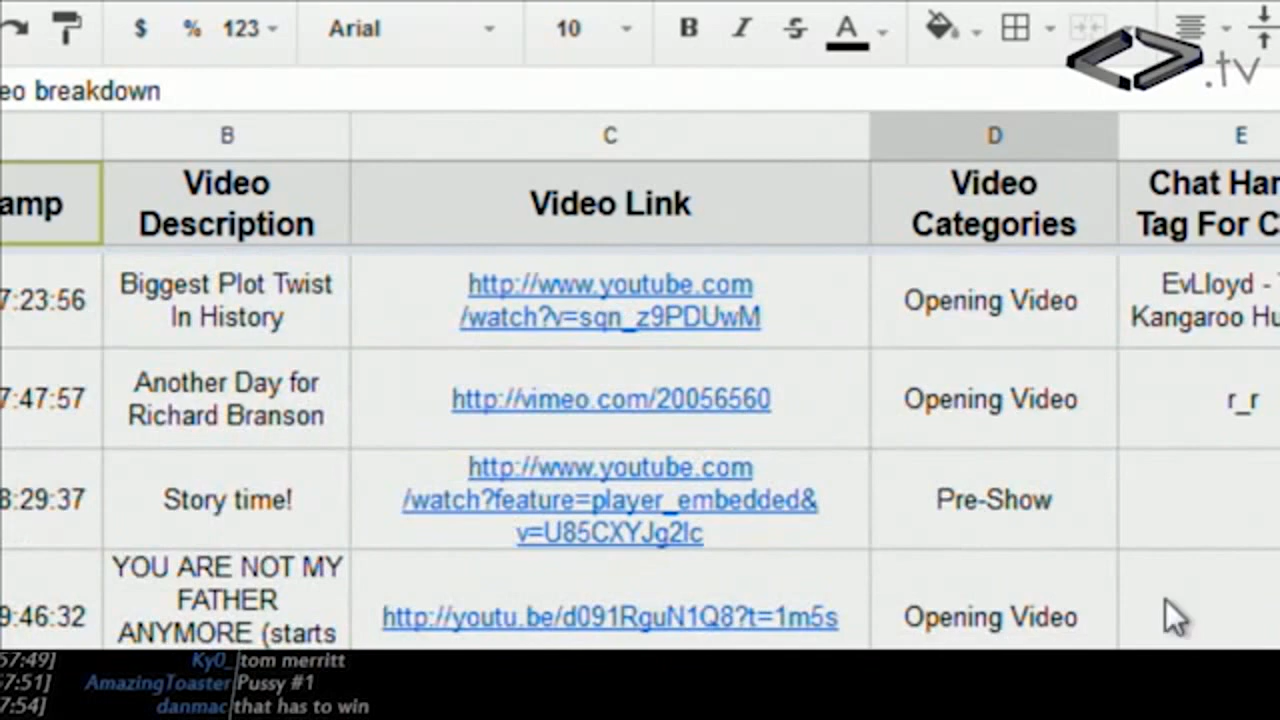 $ % 123 Arial 10 B I S A
.tv
eo breakdown
B C D E
amp Video Description Video Link Video Categories Chat Han Tag For C
7:23:56 Biggest Plot Twist In History http://www.youtube.com/watch?v=sqn_z9PDUwM Opening Video EvLloyd - Kangaroo Hu
7:47:57 Another Day for Richard Branson http://vimeo.com/20056560 Opening Video r_r
8:29:37 Story time! http://www.youtube.com/watch?feature=player_embedded&v=U85CXYJg2Ic Pre-Show
9:46:32 YOU ARE NOT MY FATHER ANYMORE (starts http://youtu.be/d091RguN1Q8?t=1m5s Opening Video
57:49] Ky0_ tom merritt
57:51] AmazingToaster Pussy #1
7:54] danmac that has to win